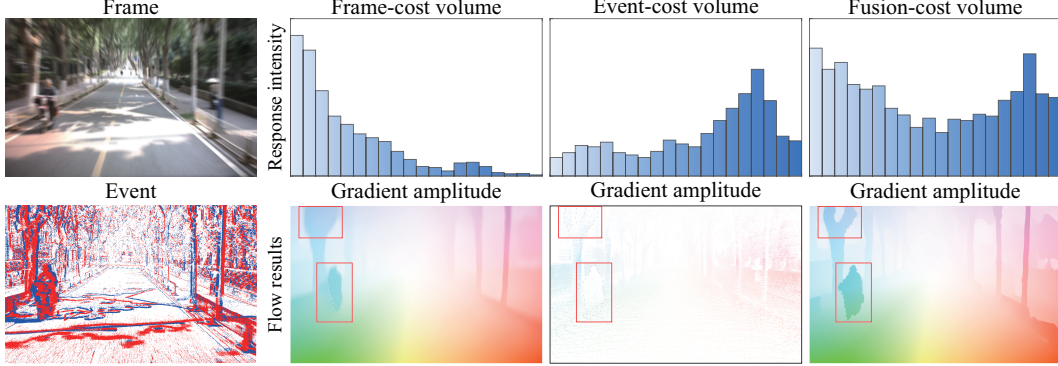 Frame
Frame-cost volume
Event-cost volume
Fusion-cost volume
Response intensity
Event
Gradient amplitude
Gradient amplitude
Gradient amplitude
Flow results